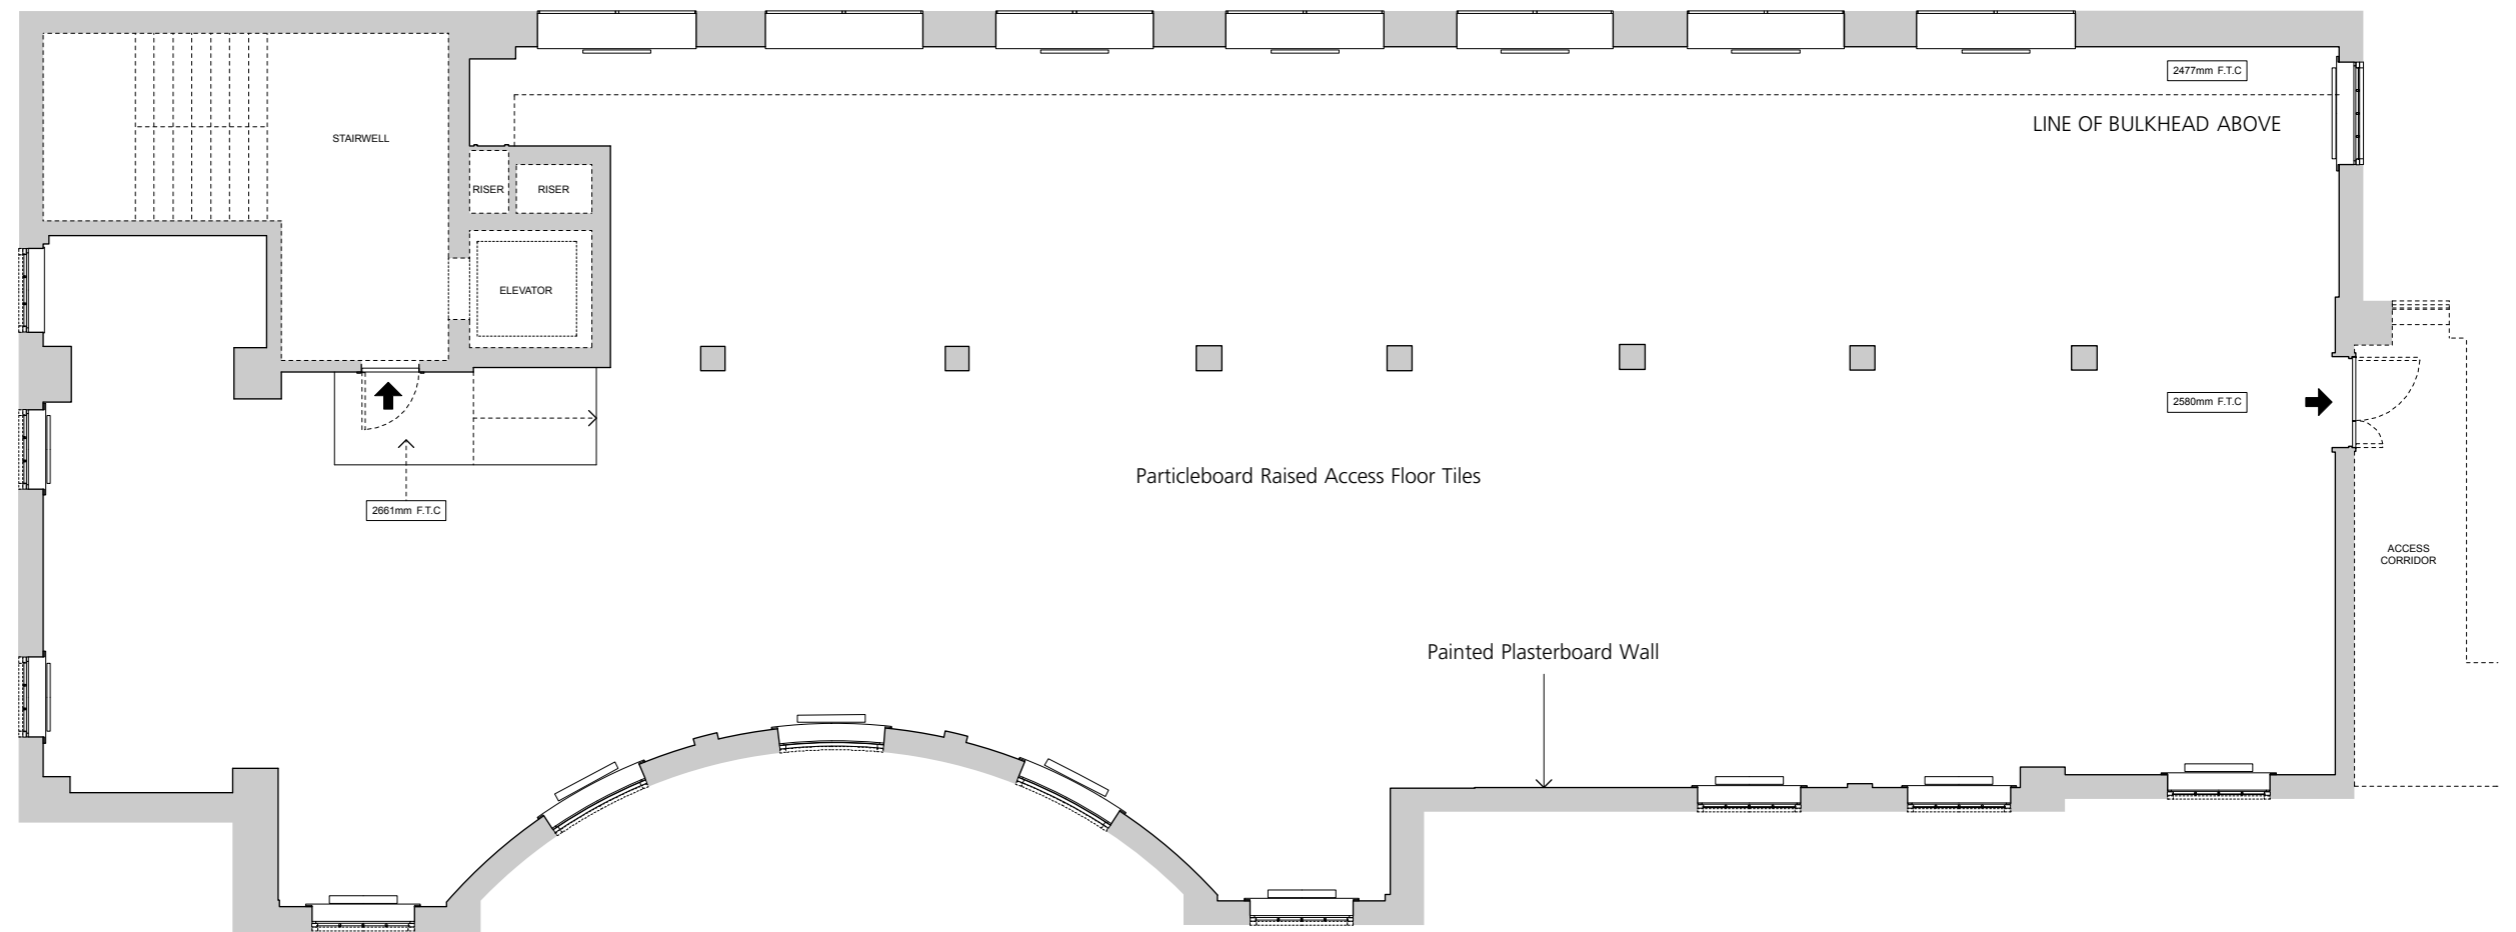 2477mm F.T.C
LINE OF BULKHEAD ABOVE
STAIRWELL
RISER
RISER
ELEVATOR
2580mm F.T.C
Particleboard Raised Access Floor Tiles
2661mm F.T.C
ACCESS
CORRIDOR
Painted Plasterboard Wall